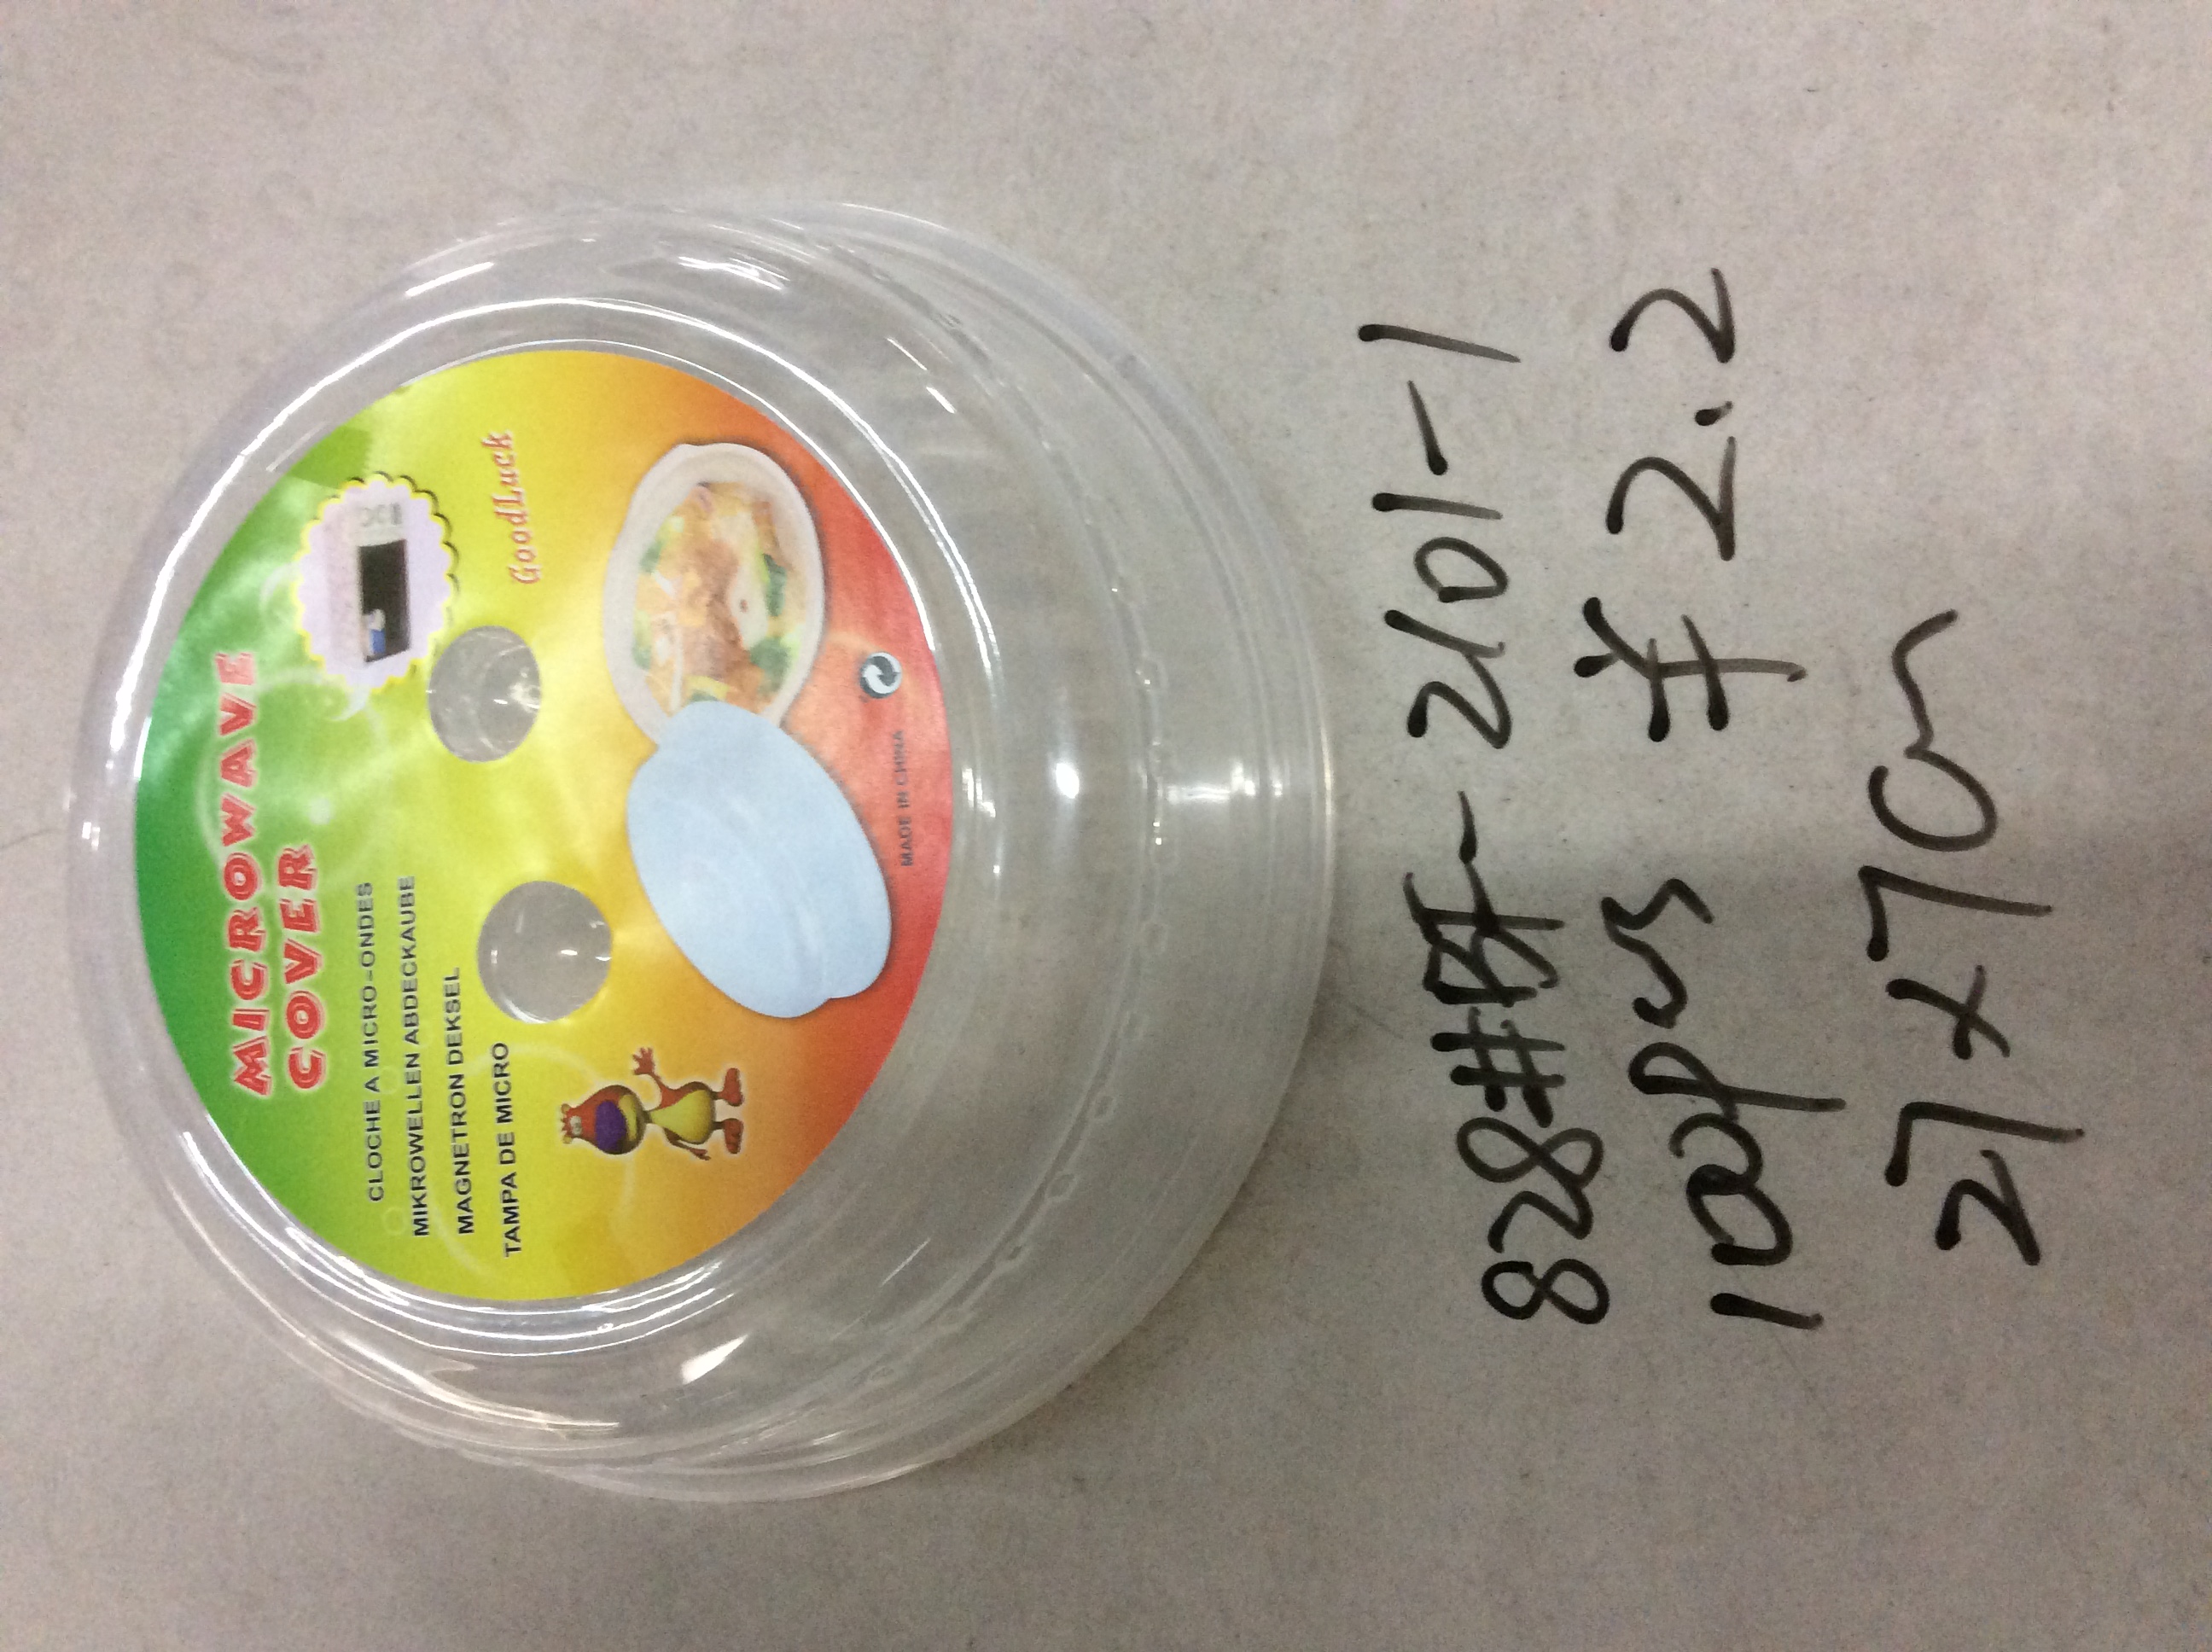 MICROWAVE
COVER
CLOCHE A MICRO-ONDES
MIKROWELLEN ABDECKAUBE
MAGNETRON DEKSEL
TAMPA DE MICRO
GoodLuck
MADE IN CHINA
828# 2101-1
100pcs ¥2.2
27x7cm